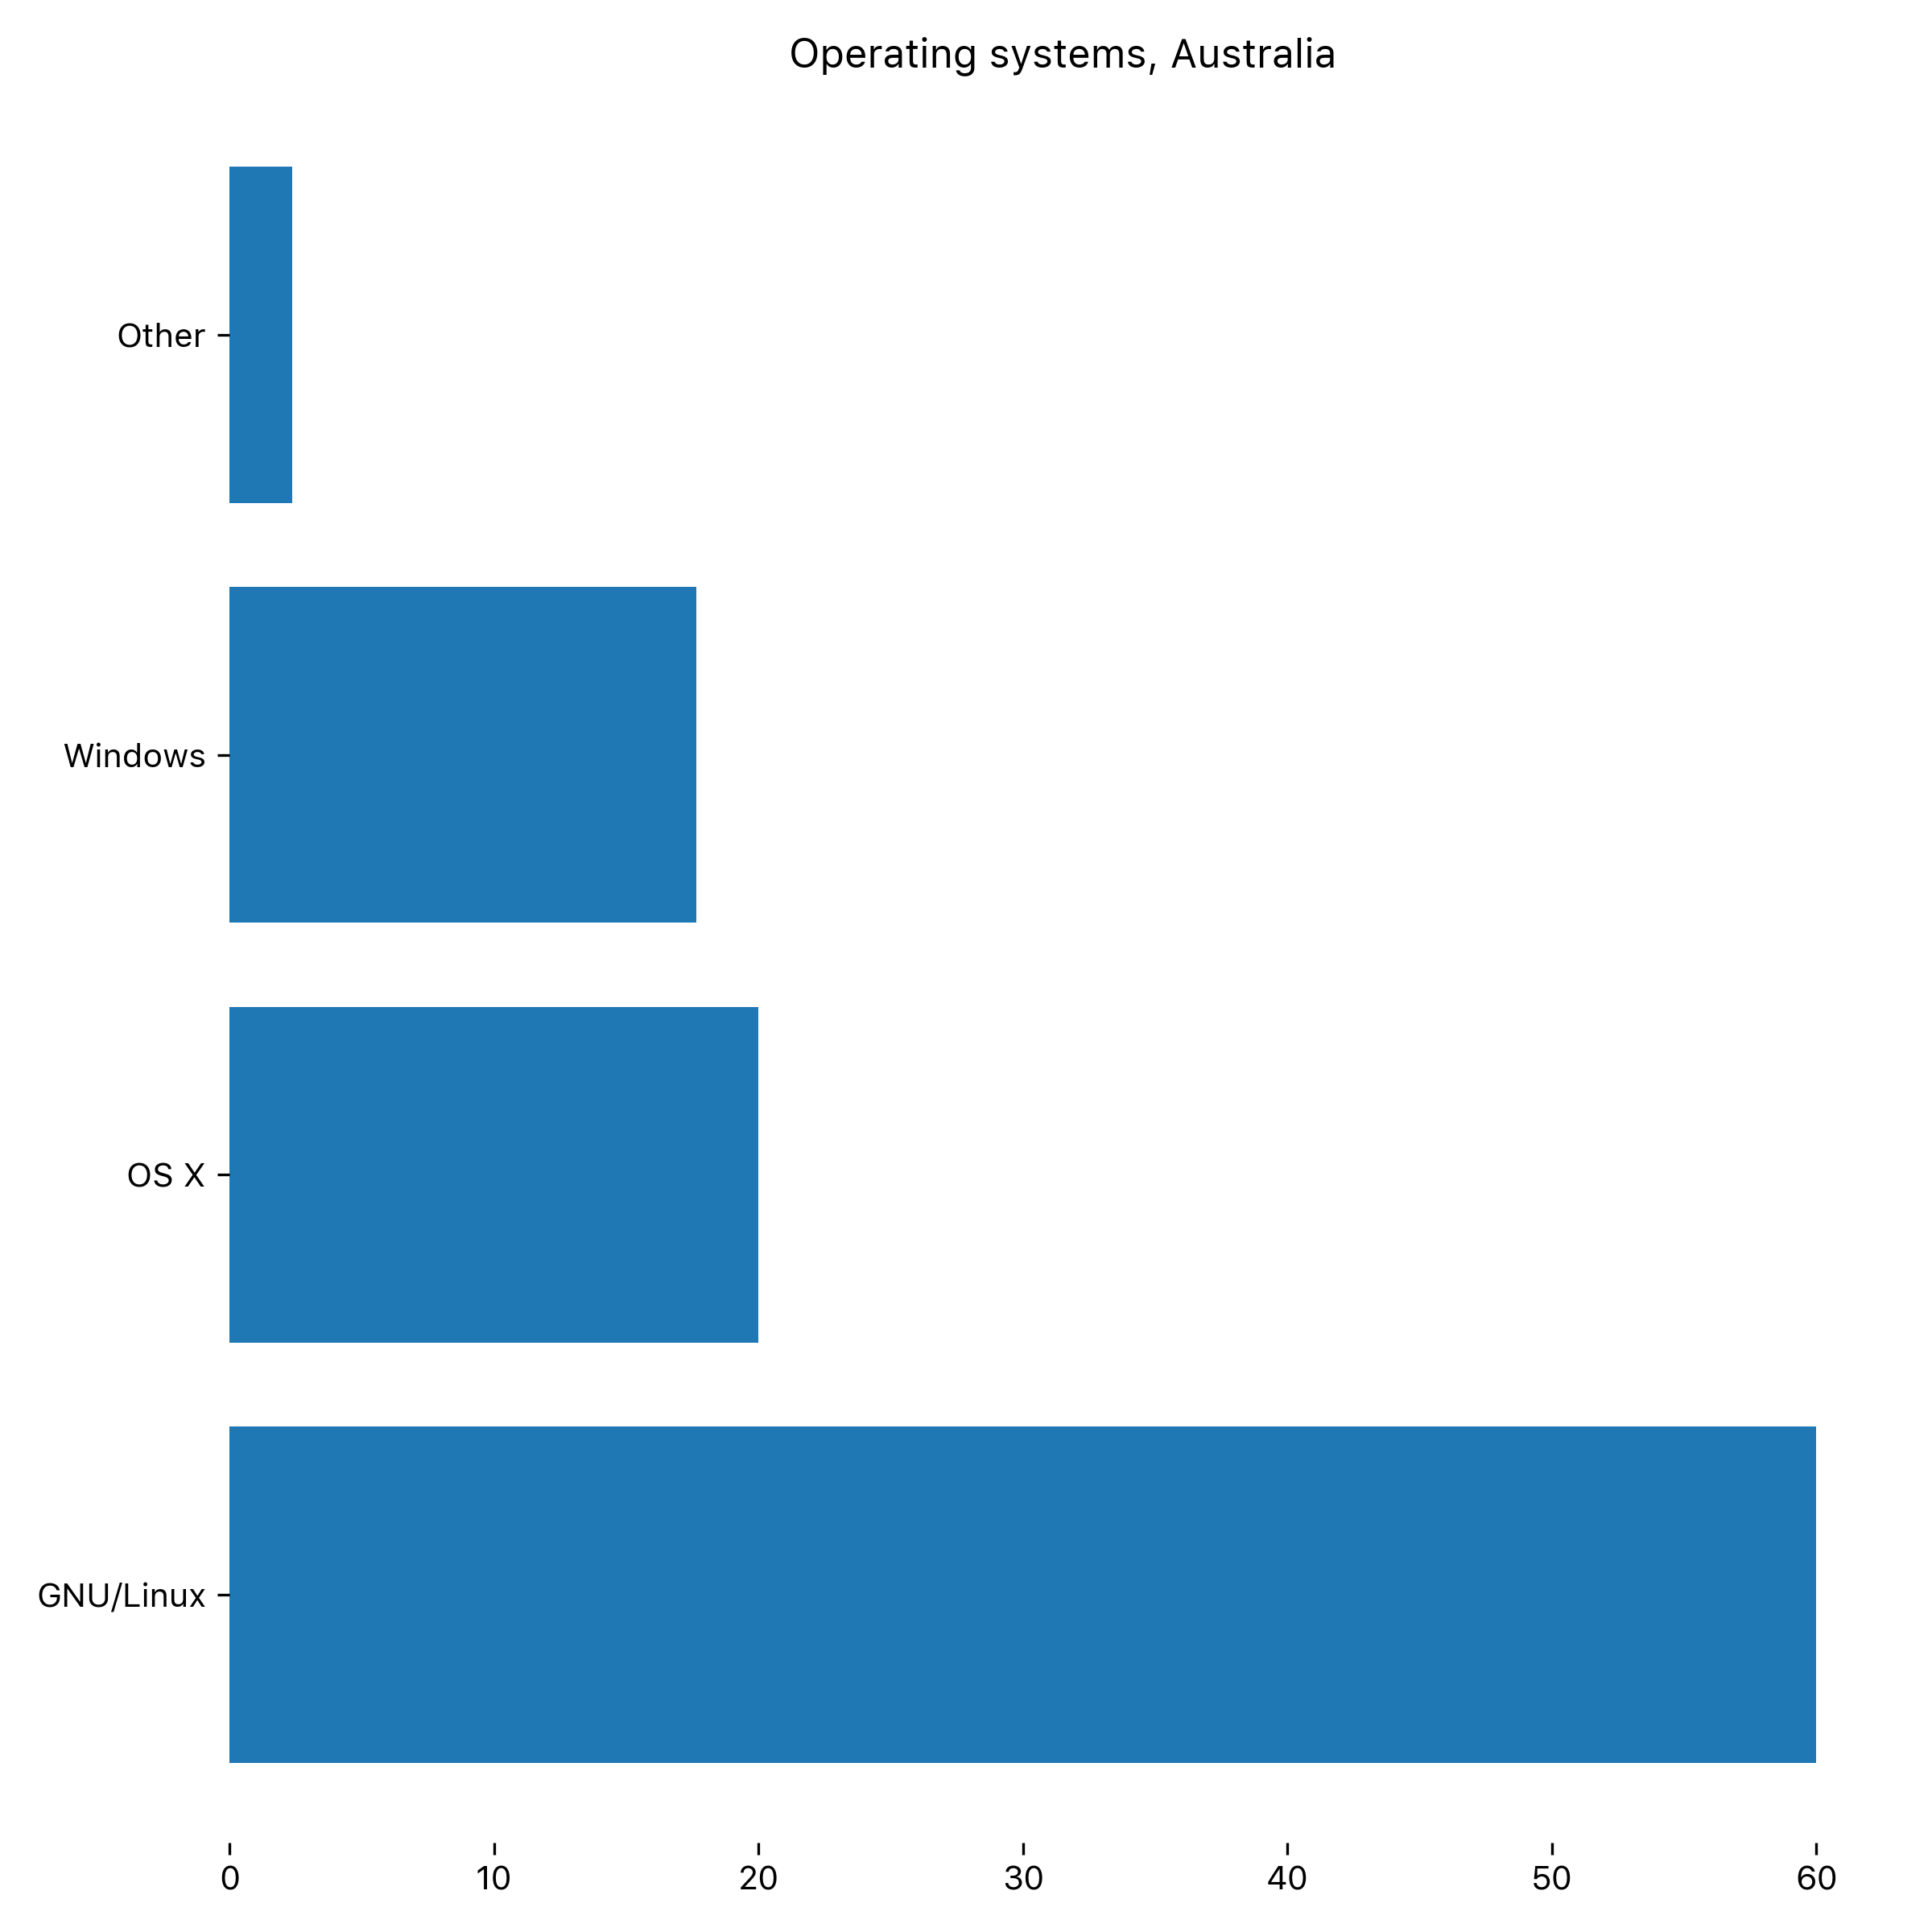 Operating systems, Australia
Other
Windows
OS X
GNU/Linux
0 10 20 30 40 50 60